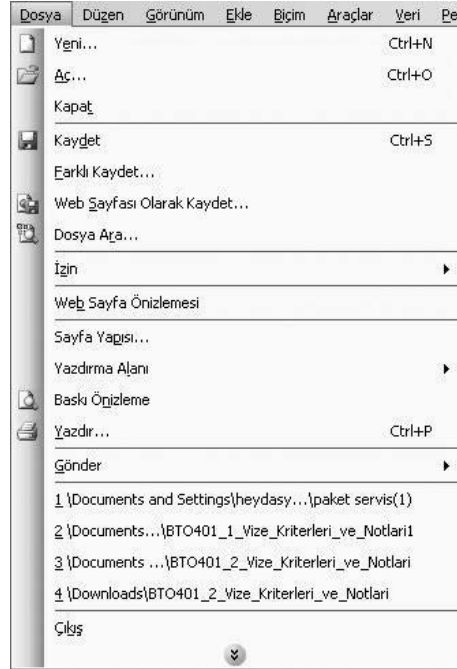 Dosya Düzen Görünüm Ekle Biçim Araçlar Veri Pe
Yeni... Ctrl+N
Aç... Ctrl+O
Kapat
Kaydet Ctrl+S
Farklı Kaydet...
Web Sayfası Olarak Kaydet...
Dosya Ara...
İzin
Web Sayfa Önizlemesi
Sayfa Yapısı...
Yazdırma Alanı
Baskı Önizleme
Yazdır... Ctrl+P
Gönder
1 \Documents and Settings\heydasy...\paket servis(1)
2 \Documents...\BTO401_1_Vize_Kriterleri_ve_Notlari1
3 \Documents ...\BTO401_2_Vize_Kriterleri_ve_Notlari
4 \Downloads\BTO401_2_Vize_Kriterleri_ve_Notlari
Çıkış